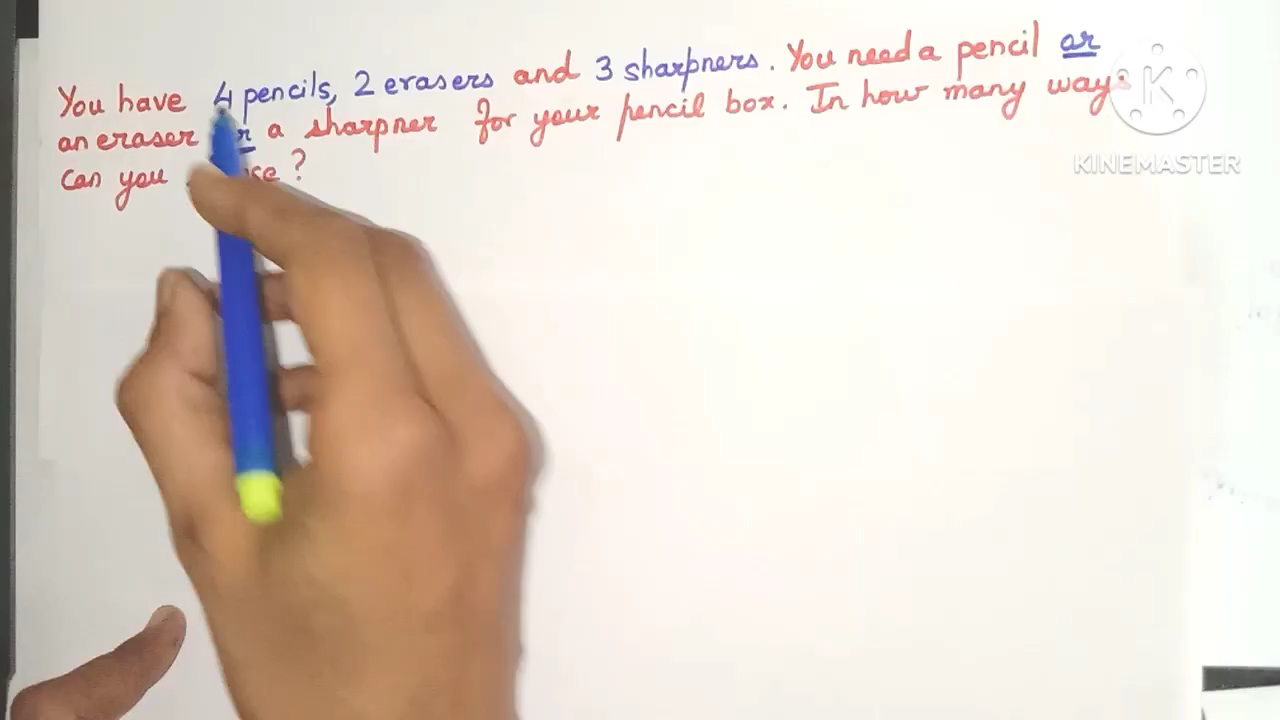 You have 4 pencils, 2 erasers and 3 sharpners. You need a pencil or
an eraser or a sharpner for your pencil box. In how many ways
can you ?
KINEMASTER